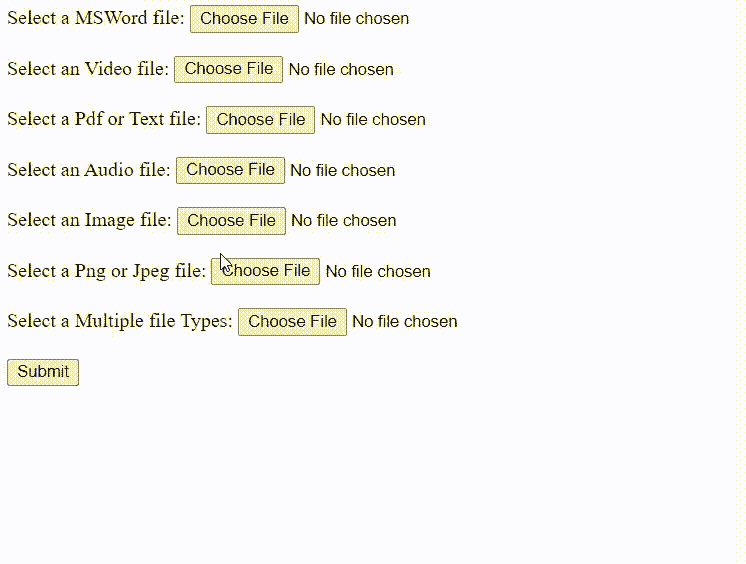 Select a MSWord file: Choose File No file chosen
Select an Video file: Choose File No file chosen
Select a Pdf or Text file: Choose File No file chosen
Select an Audio file: Choose File No file chosen
Select an Image file: Choose File No file chosen
Select a Png or Jpeg file: Choose File No file chosen
Select a Multiple file Types: Choose File No file chosen
Submit